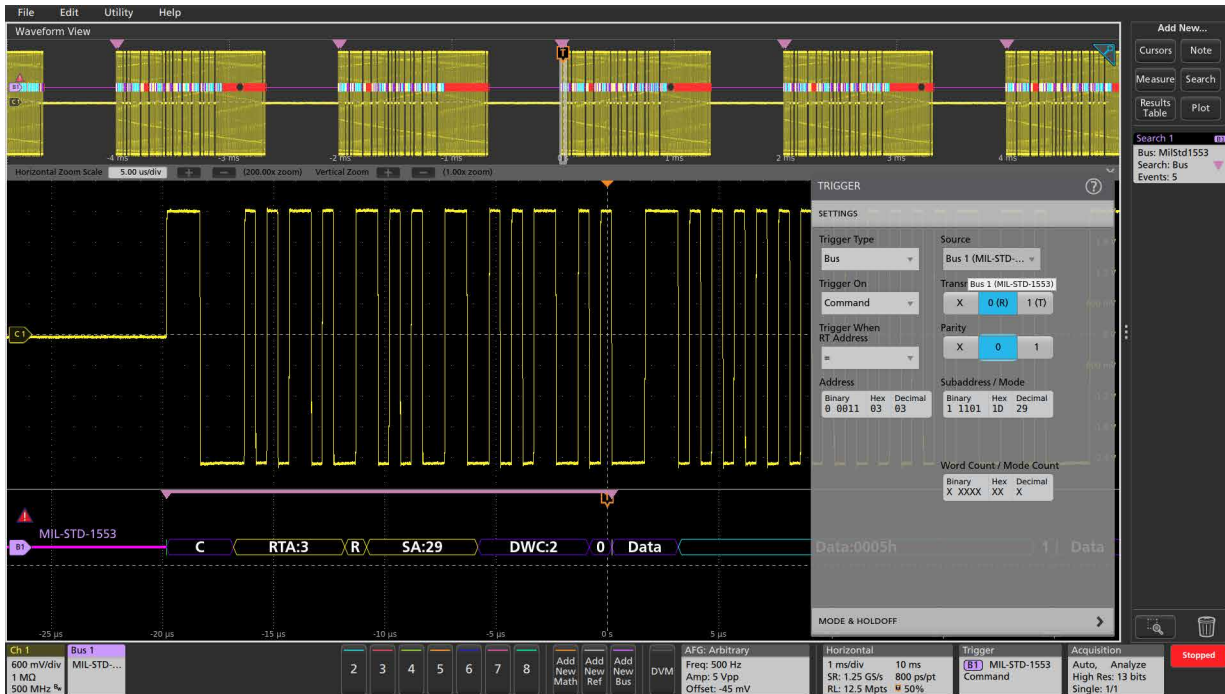 File Edit Utility Help
Waveform View
Add New...
Cursors Note
Measure Search
Results Table Plot
T
B1
C1
-4 ms -3 ms -2 ms 1 ms 2 ms 3 ms 4 ms
Search 1 B1
Bus: MilStd1553
Search: Bus
Events: 5
Horizontal Zoom Scale 5.00 us/div + − (200.00x zoom) Vertical Zoom + − (1.00x zoom)
TRIGGER ?
SETTINGS
Trigger Type Source
Bus Bus 1 (MIL-STD-...
Trigger On Transr Bus 1 (MIL-STD-1553)
Command X 0 (R) 1 (T)
Trigger When
RT Address Parity
= X 0 1
Address Subaddress / Mode
Binary Hex Decimal Binary Hex Decimal
0 0011 03 03 1 1101 1D 29
Word Count / Mode Count
Binary Hex Decimal
X XXXX XX X
MODE & HOLDOFF
C1
T
MIL-STD-1553
B1 C RTA:3 R SA:29 DWC:2 0 Data Data:0005h 1 Data
-25 µs -20 µs -15 µs -10 µs -5 µs 0 s 5 µs
Ch 1
600 mV/div
1 MΩ
500 MHz Bw
Bus 1
MIL-STD-...
2 3 4 5 6 7 8
Add New Math
Add New Ref
Add New Bus
DVM
AFG: Arbitrary
Freq: 500 Hz
Amp: 5 Vpp
Offset: -45 mV
Horizontal
1 ms/div 10 ms
SR: 1.25 GS/s 800 ps/pt
RL: 12.5 Mpts 50%
Trigger
B1 MIL-STD-1553
Command
Acquisition
Auto, Analyze
High Res: 13 bits
Single: 1/1
Stopped